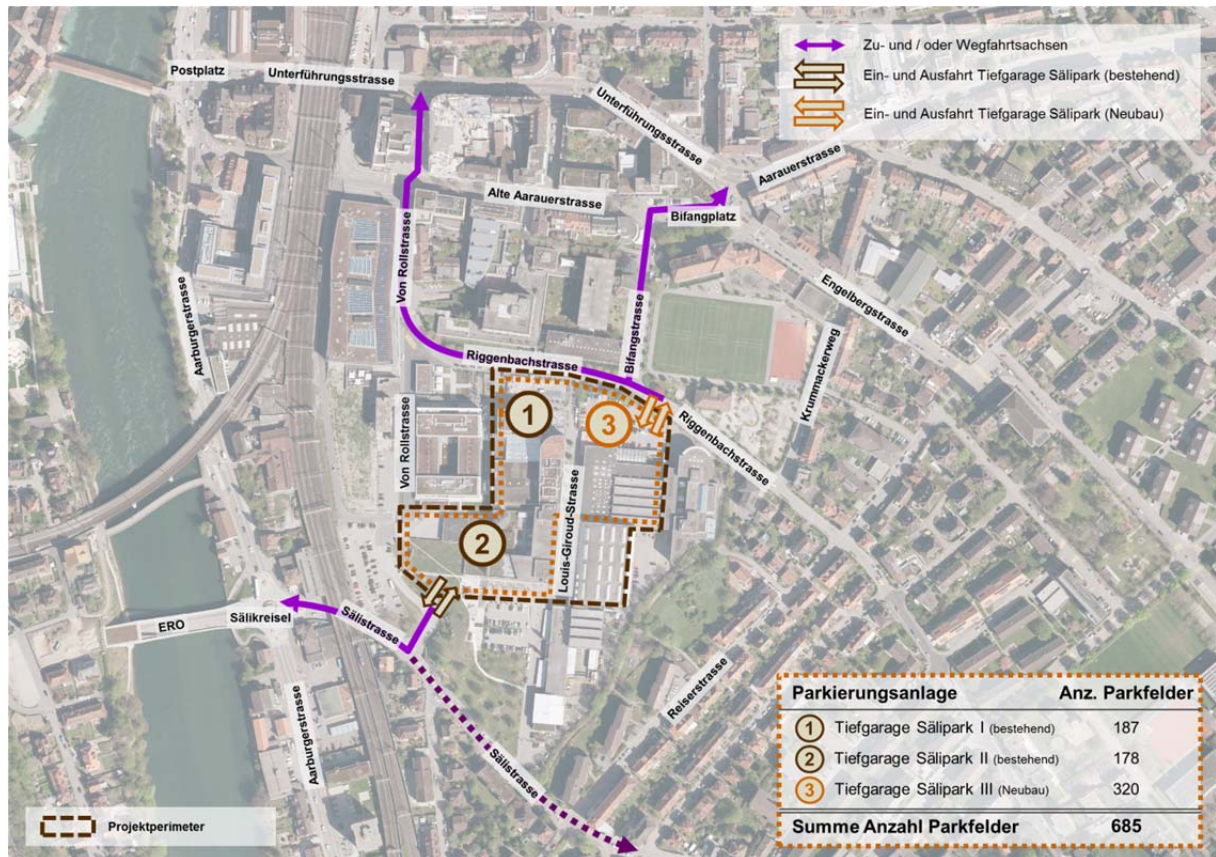 Zu- und / oder Wegfahrtsachsen
Ein- und Ausfahrt Tiefgarage Sälipark (bestehend)
Ein- und Ausfahrt Tiefgarage Sälipark (Neubau)
Postplatz
Unterführungsstrasse
Unterführungsstrasse
Aarauerstrasse
Alte Aarauerstrasse
Bifangplatz
Von Rollstrasse
Aarburgerstrasse
Bifangstrasse
Engelbergstrasse
Krummackerweg
Riggenbachstrasse
Riggenbachstrasse
1
3
Von Rollstrasse
Louis-Giroud-Strasse
2
ERO
Sälikreisel
Sälistrasse
Aarburgerstrasse
Reiserstrasse
Sälistrasse
Projektperimeter
Parkierungsanlage Anz. Parkfelder
1 Tiefgarage Sälipark I (bestehend) 187
2 Tiefgarage Sälipark II (bestehend) 178
3 Tiefgarage Sälipark III (Neubau) 320
Summe Anzahl Parkfelder 685